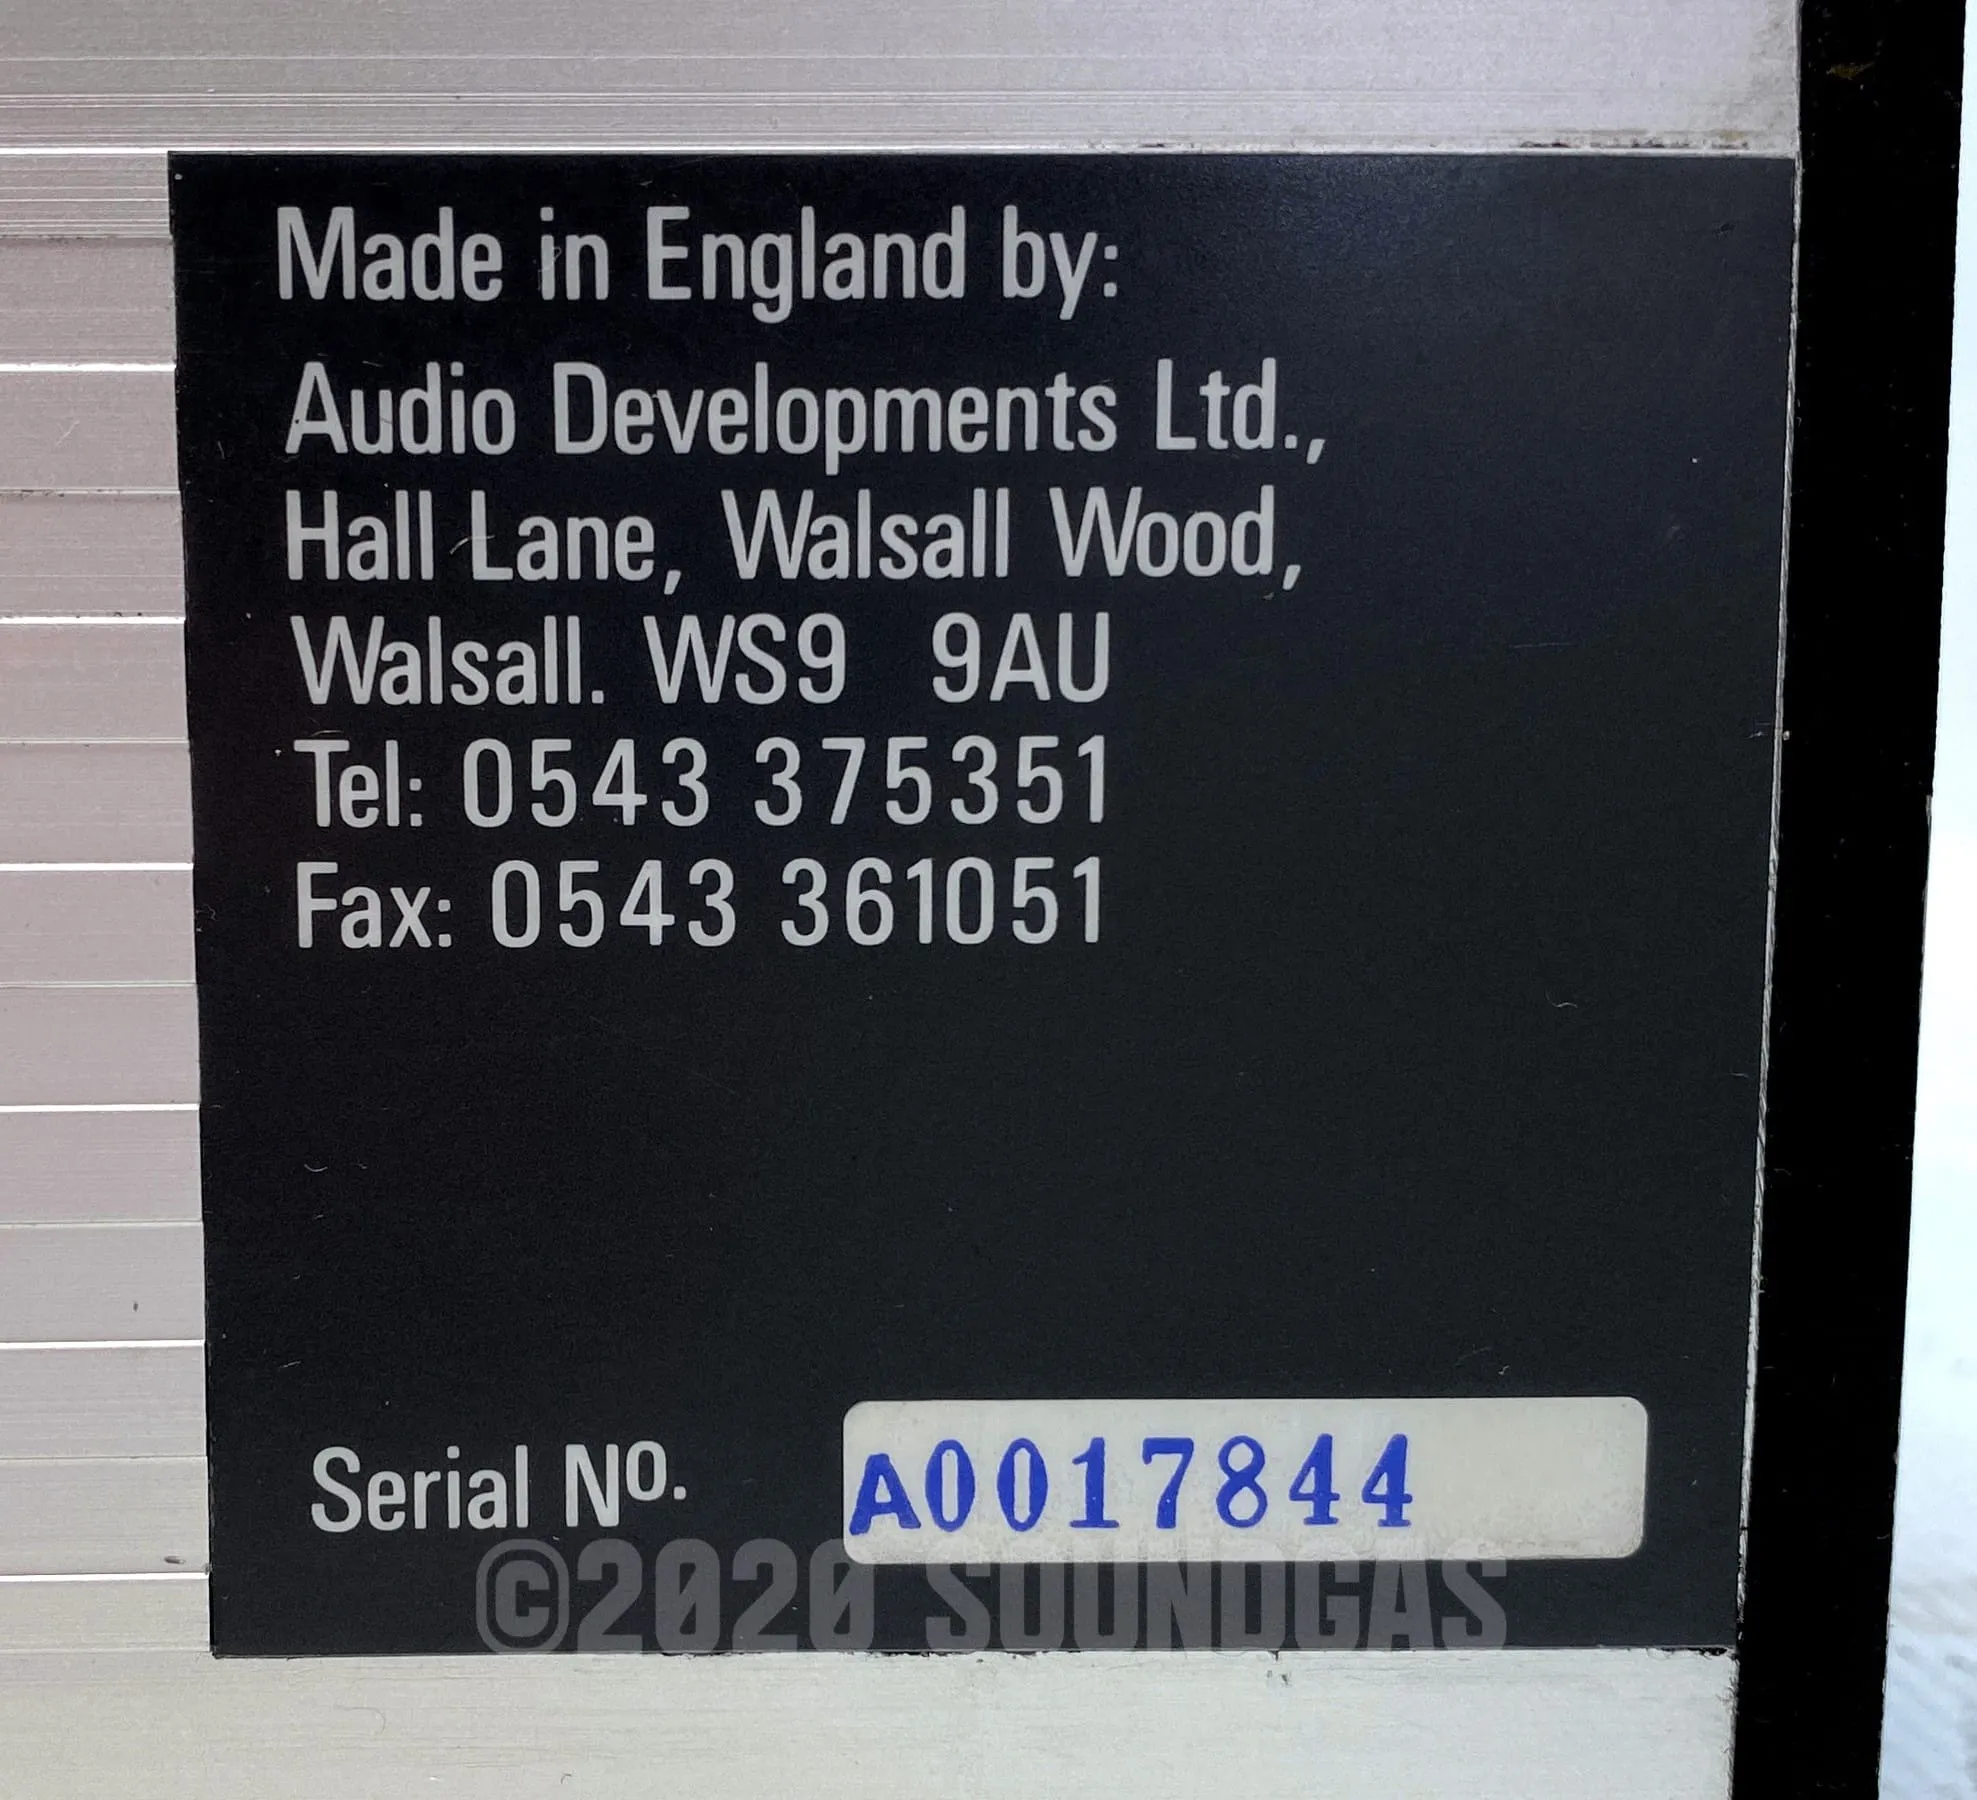 Made in England by:
Audio Developments Ltd.,
Hall Lane, Walsall Wood,
Walsall. WS9 9AU
Tel: 0543 375351
Fax: 0543 361051
Serial No. A0017844
©2020 SOUNDGAS